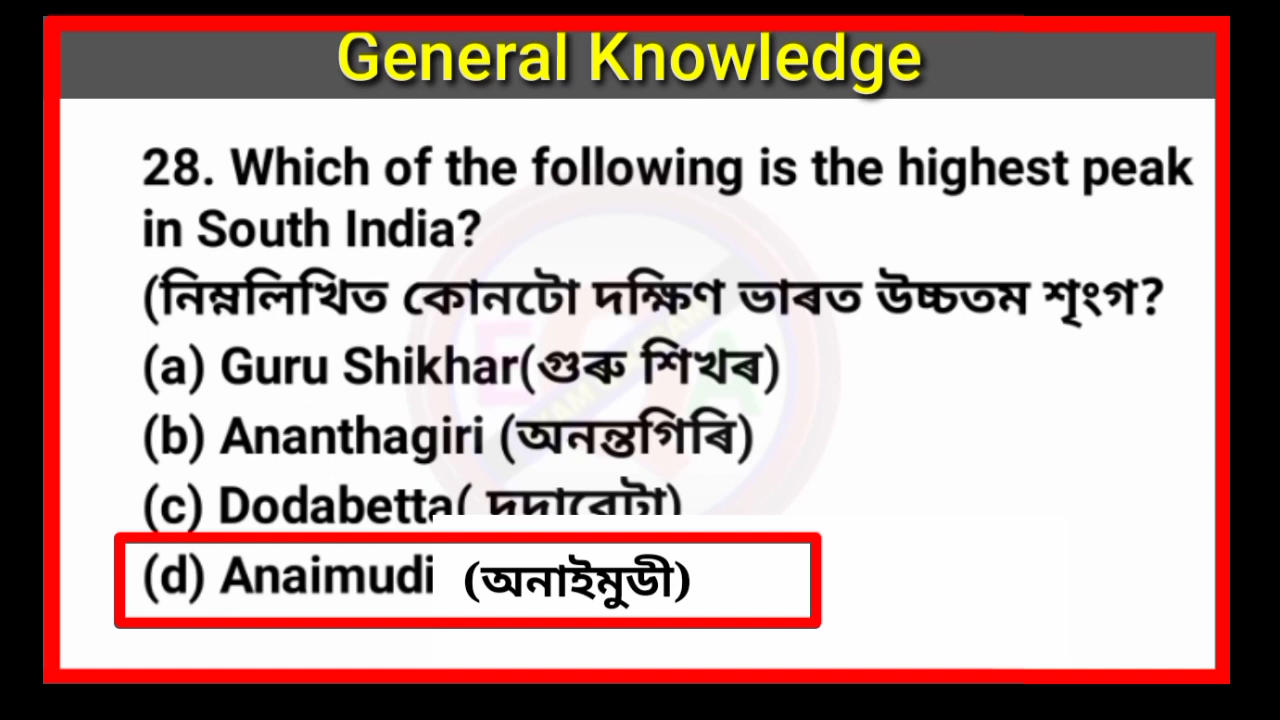 General Knowledge
28. Which of the following is the highest peak
in South India?
(নিম্নলিখিত কোনটো দক্ষিণ ভাৰত উচ্চতম শৃংগ?
(a) Guru Shikhar(গুৰু শিখৰ)
(b) Ananthagiri (অনন্তগিৰি)
(c) Dodabetta( দদাবেটা)
(d) Anaimudi (অনাইমুডী)